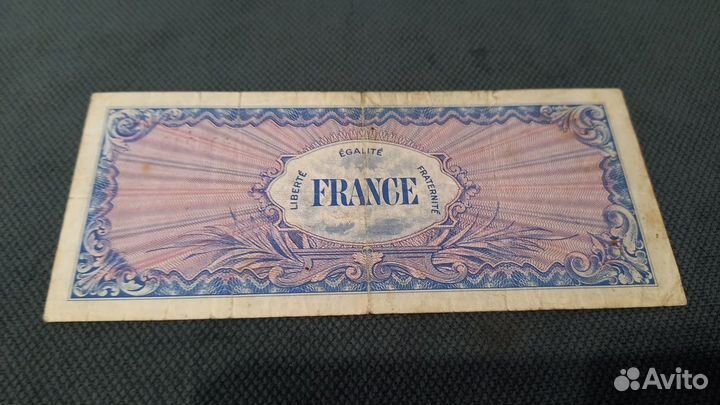 LIBERTÉ
ÉGALITÉ
FRATERNITÉ
FRANCE
Avito